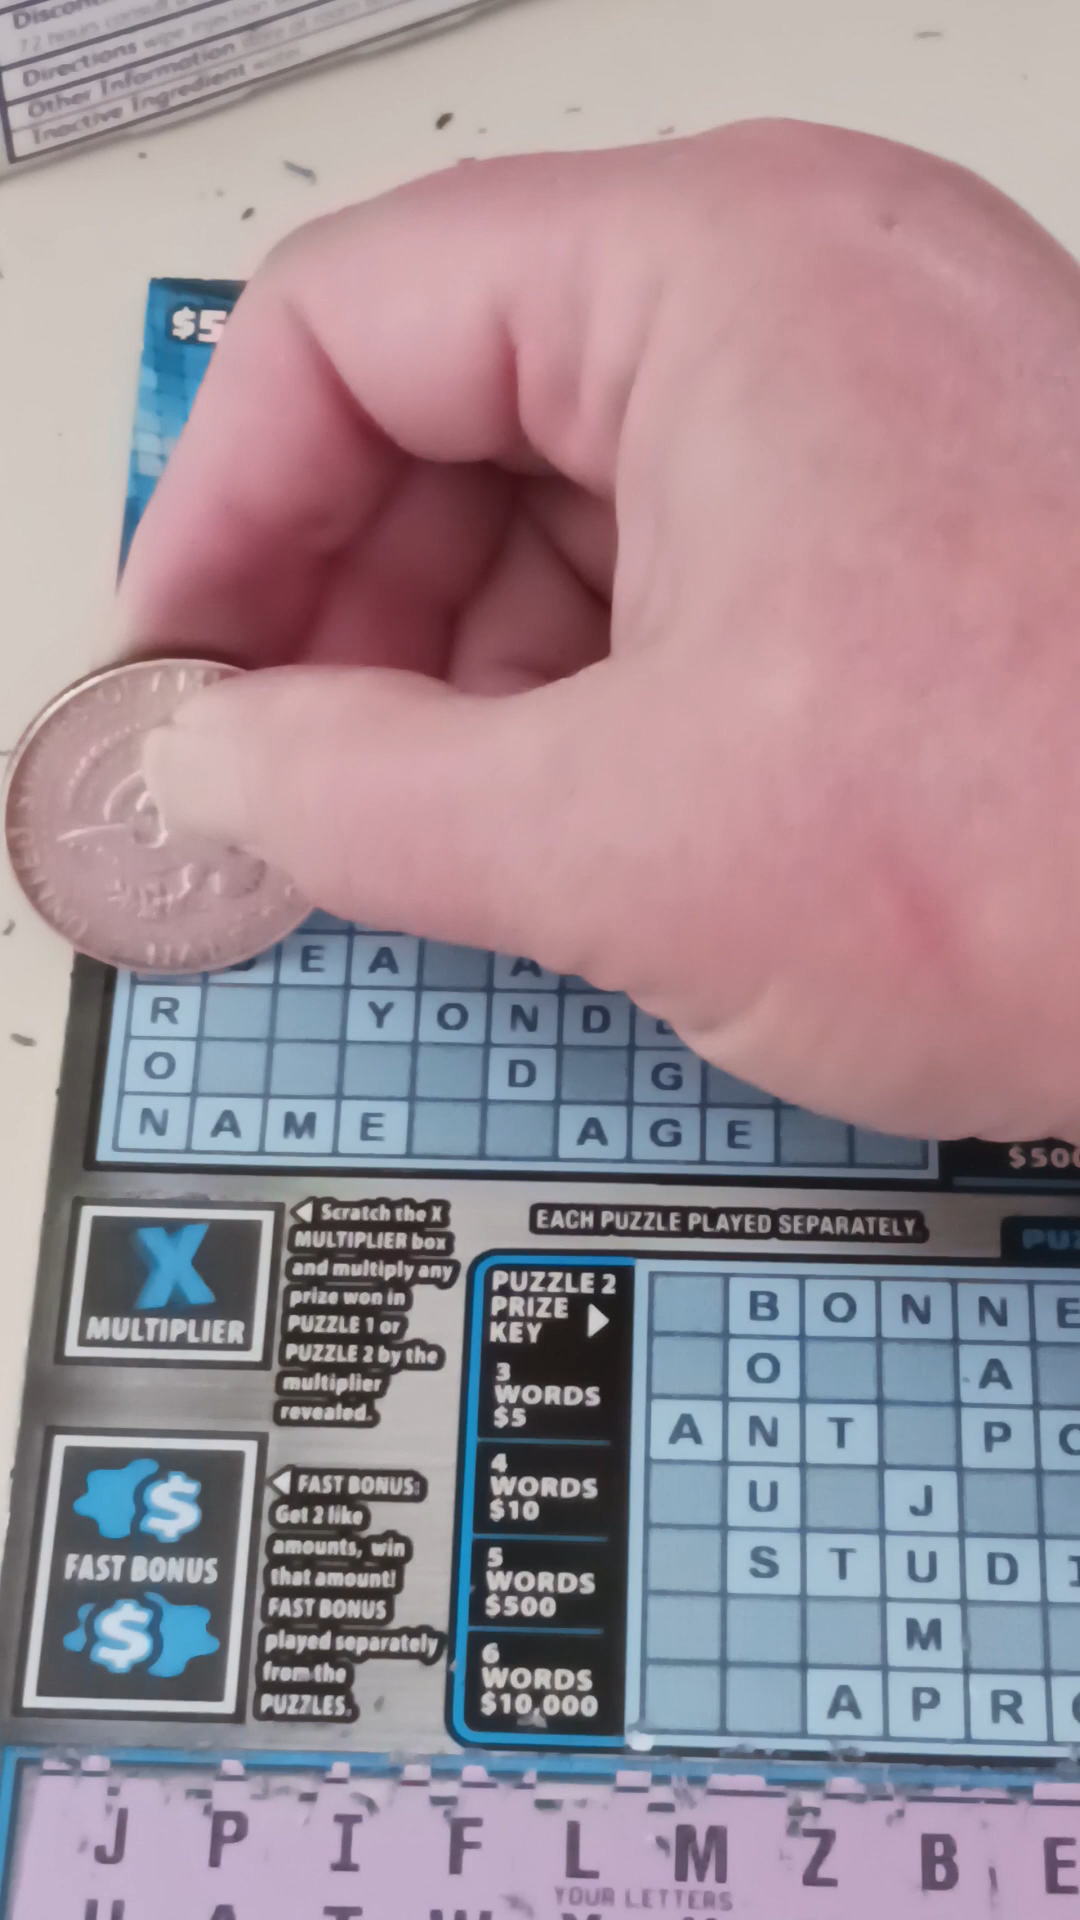 Directions wipe injection
Other Information
Inactive Ingredient
$5
E A A
R Y O N D
O D G
N A M E A G E
$500
X
MULTIPLIER
Scratch the X
MULTIPLIER box
and multiply any
prize won in
PUZZLE 1 or
PUZZLE 2 by the
multiplier
revealed.
EACH PUZZLE PLAYED SEPARATELY.
PUZZLE 2
PRIZE
KEY
3
WORDS
$5
4
WORDS
$10
5
WORDS
$500
6
WORDS
$10,000
B O N N E
O A
A N T P
U J
S T U D I
M
A P R
$
FAST BONUS
$
FAST BONUS:
Get 2 like
amounts, win
that amount!
FAST BONUS
played separately
from the
PUZZLES.
J P I F L M Z B E
YOUR LETTERS